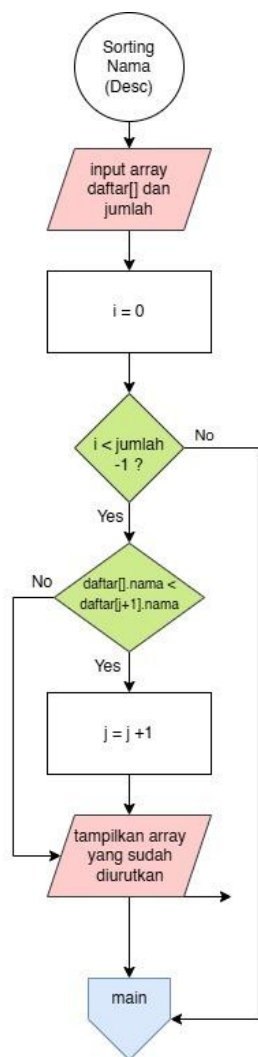 Sorting
Nama
(Desc)
input array
daftar[] dan
jumlah
i = 0
i < jumlah
-1 ?
No
Yes
No
daftar[].nama <
daftar[j+1].nama
Yes
j = j +1
tampilkan array
yang sudah
diurutkan
main